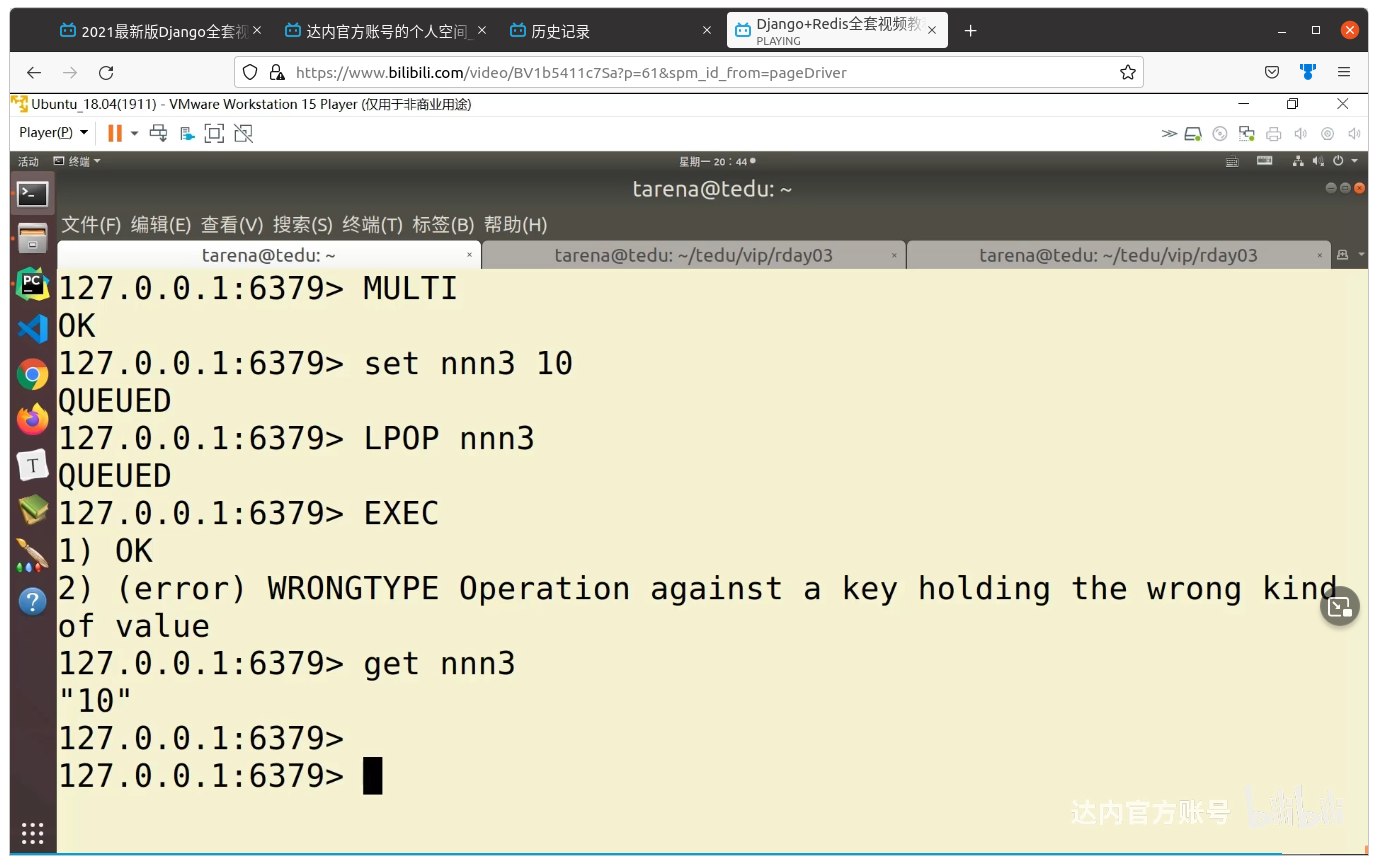 2021最新版Django全套视
达内官方账号的个人空间_
历史记录
Django+Redis全套视频教
PLAYING
https://www.bilibili.com/video/BV1b5411c7Sa?p=61&spm_id_from=pageDriver
Ubuntu_18.04(1911) - VMware Workstation 15 Player (仅用于非商业用途)
Player(P)
活动
终端
星期一 20：44
tarena@tedu: ~
文件(F) 编辑(E) 查看(V) 搜索(S) 终端(T) 标签(B) 帮助(H)
tarena@tedu: ~
tarena@tedu: ~/tedu/vip/rday03
tarena@tedu: ~/tedu/vip/rday03
127.0.0.1:6379> MULTI
OK
127.0.0.1:6379> set nnn3 10
QUEUED
127.0.0.1:6379> LPOP nnn3
QUEUED
127.0.0.1:6379> EXEC
1) OK
2) (error) WRONGTYPE Operation against a key holding the wrong kind
of value
127.0.0.1:6379> get nnn3
"10"
127.0.0.1:6379>
127.0.0.1:6379>
达内官方账号 bilibili